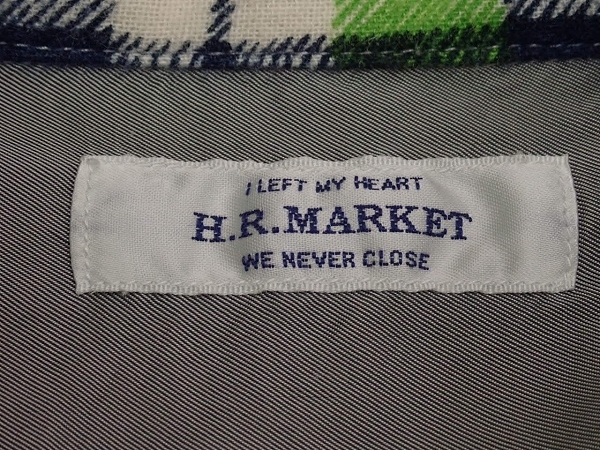 I LEFT MY HEART
H.R.MARKET
WE NEVER CLOSE